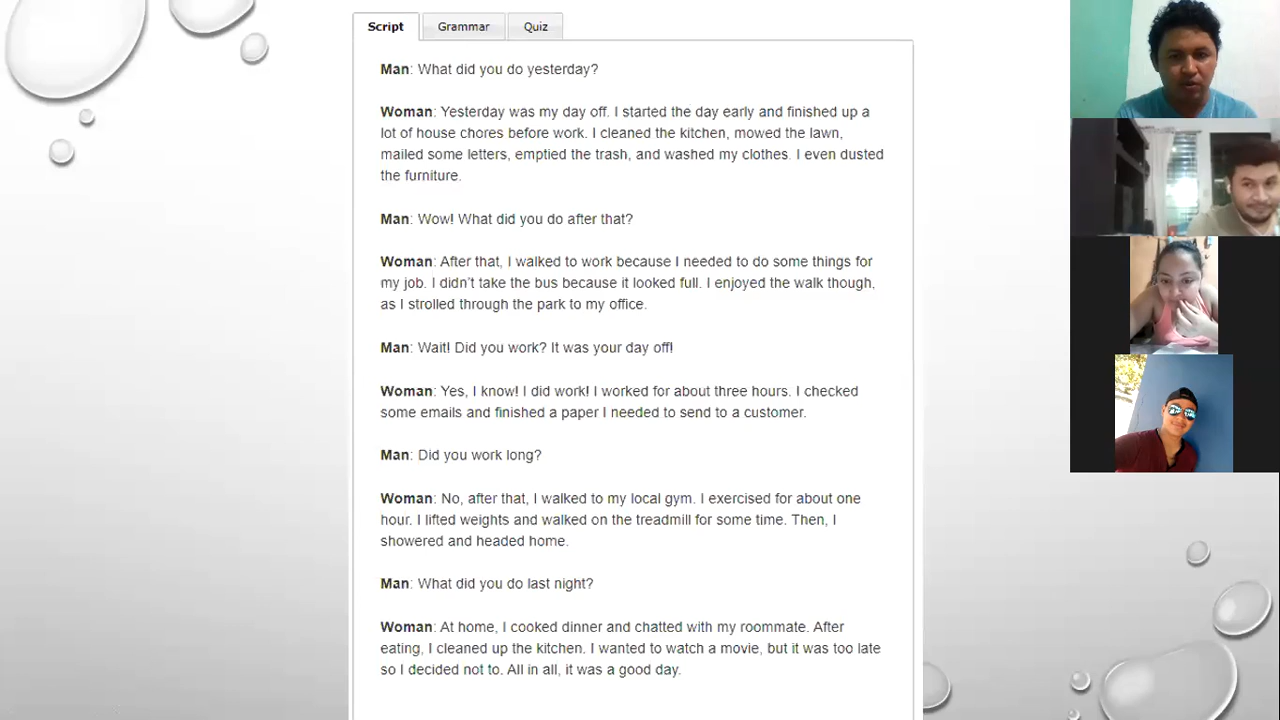 Script Grammar Quiz
Man: What did you do yesterday?
Woman: Yesterday was my day off. I started the day early and finished up a
lot of house chores before work. I cleaned the kitchen, mowed the lawn,
mailed some letters, emptied the trash, and washed my clothes. I even dusted
the furniture.
Man: Wow! What did you do after that?
Woman: After that, I walked to work because I needed to do some things for
my job. I didn't take the bus because it looked full. I enjoyed the walk though,
as I strolled through the park to my office.
Man: Wait! Did you work? It was your day off!
Woman: Yes, I know! I did work! I worked for about three hours. I checked
some emails and finished a paper I needed to send to a customer.
Man: Did you work long?
Woman: No, after that, I walked to my local gym. I exercised for about one
hour. I lifted weights and walked on the treadmill for some time. Then, I
showered and headed home.
Man: What did you do last night?
Woman: At home, I cooked dinner and chatted with my roommate. After
eating, I cleaned up the kitchen. I wanted to watch a movie, but it was too late
so I decided not to. All in all, it was a good day.